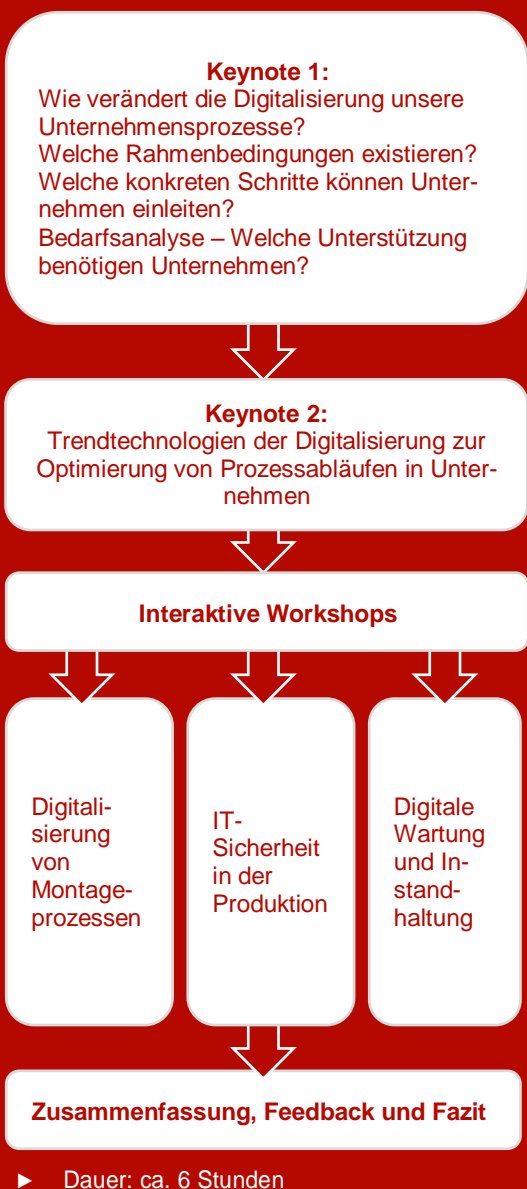 Keynote 1:
Wie verändert die Digitalisierung unsere
Unternehmensprozesse?
Welche Rahmenbedingungen existieren?
Welche konkreten Schritte können Unter-
nehmen einleiten?
Bedarfsanalyse – Welche Unterstützung
benötigen Unternehmen?
Keynote 2:
Trendtechnologien der Digitalisierung zur
Optimierung von Prozessabläufen in Unter-
nehmen
Interaktive Workshops
Digitali-
sierung
von
Montage-
prozessen
IT-
Sicherheit
in der
Produktion
Digitale
Wartung
und In-
stand-
haltung
Zusammenfassung, Feedback und Fazit
► Dauer: ca. 6 Stunden